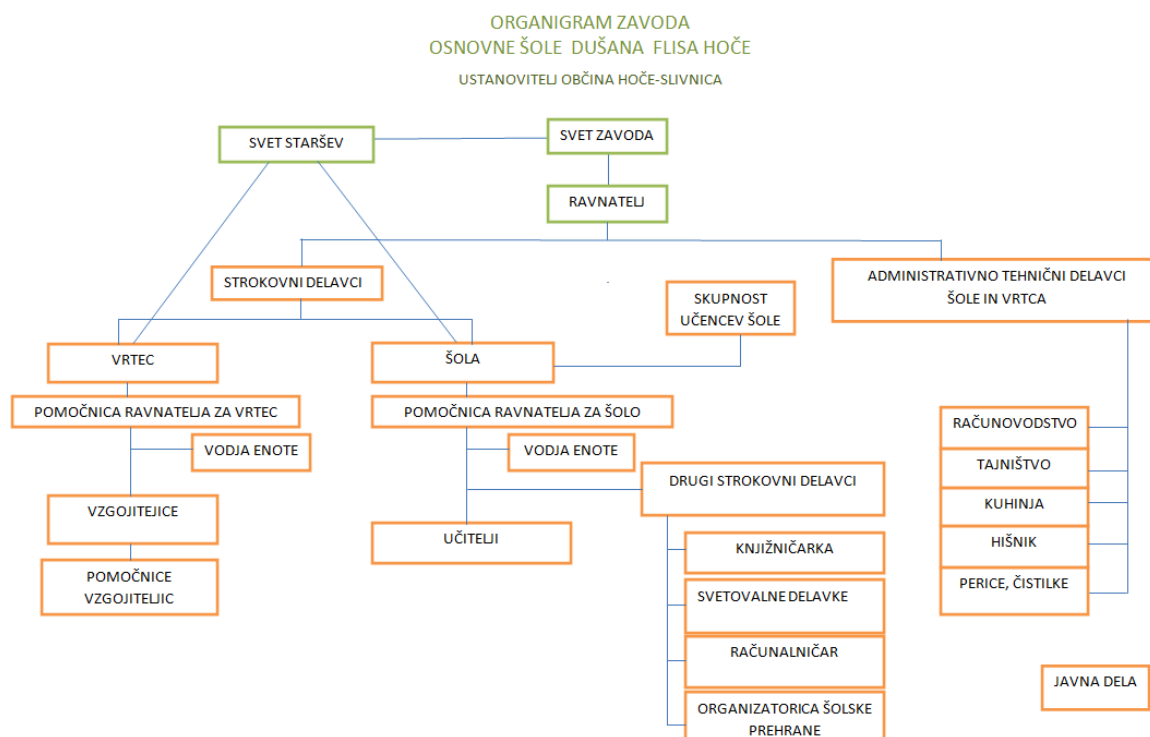 ORGANIGRAM ZAVODA
OSNOVNE ŠOLE DUŠANA FLISA HOČE
USTANOVITELJ OBČINA HOČE-SLIVNICA
SVET STARŠEV
SVET ZAVODA
RAVNATELJ
STROKOVNI DELAVCI
SKUPNOST
UČENCEV ŠOLE
ADMINISTRATIVNO TEHNIČNI DELAVCI
ŠOLE IN VRTCA
VRTEC
ŠOLA
POMOČNICA RAVNATELJA ZA VRTEC
POMOČNICA RAVNATELJA ZA ŠOLO
VODJA ENOTE
VODJA ENOTE
DRUGI STROKOVNI DELAVCI
VZGOJITEJICE
UČITELJI
POMOČNICE
VZGOJITELJIC
KNJIŽNIČARKA
SVETOVALNE DELAVKE
RAČUNALNIČAR
ORGANIZATORICA ŠOLSKE
PREHRANE
RAČUNOVODSTVO
TAJNIŠTVO
KUHINJA
HIŠNIK
PERICE, ČISTILKE
JAVNA DELA